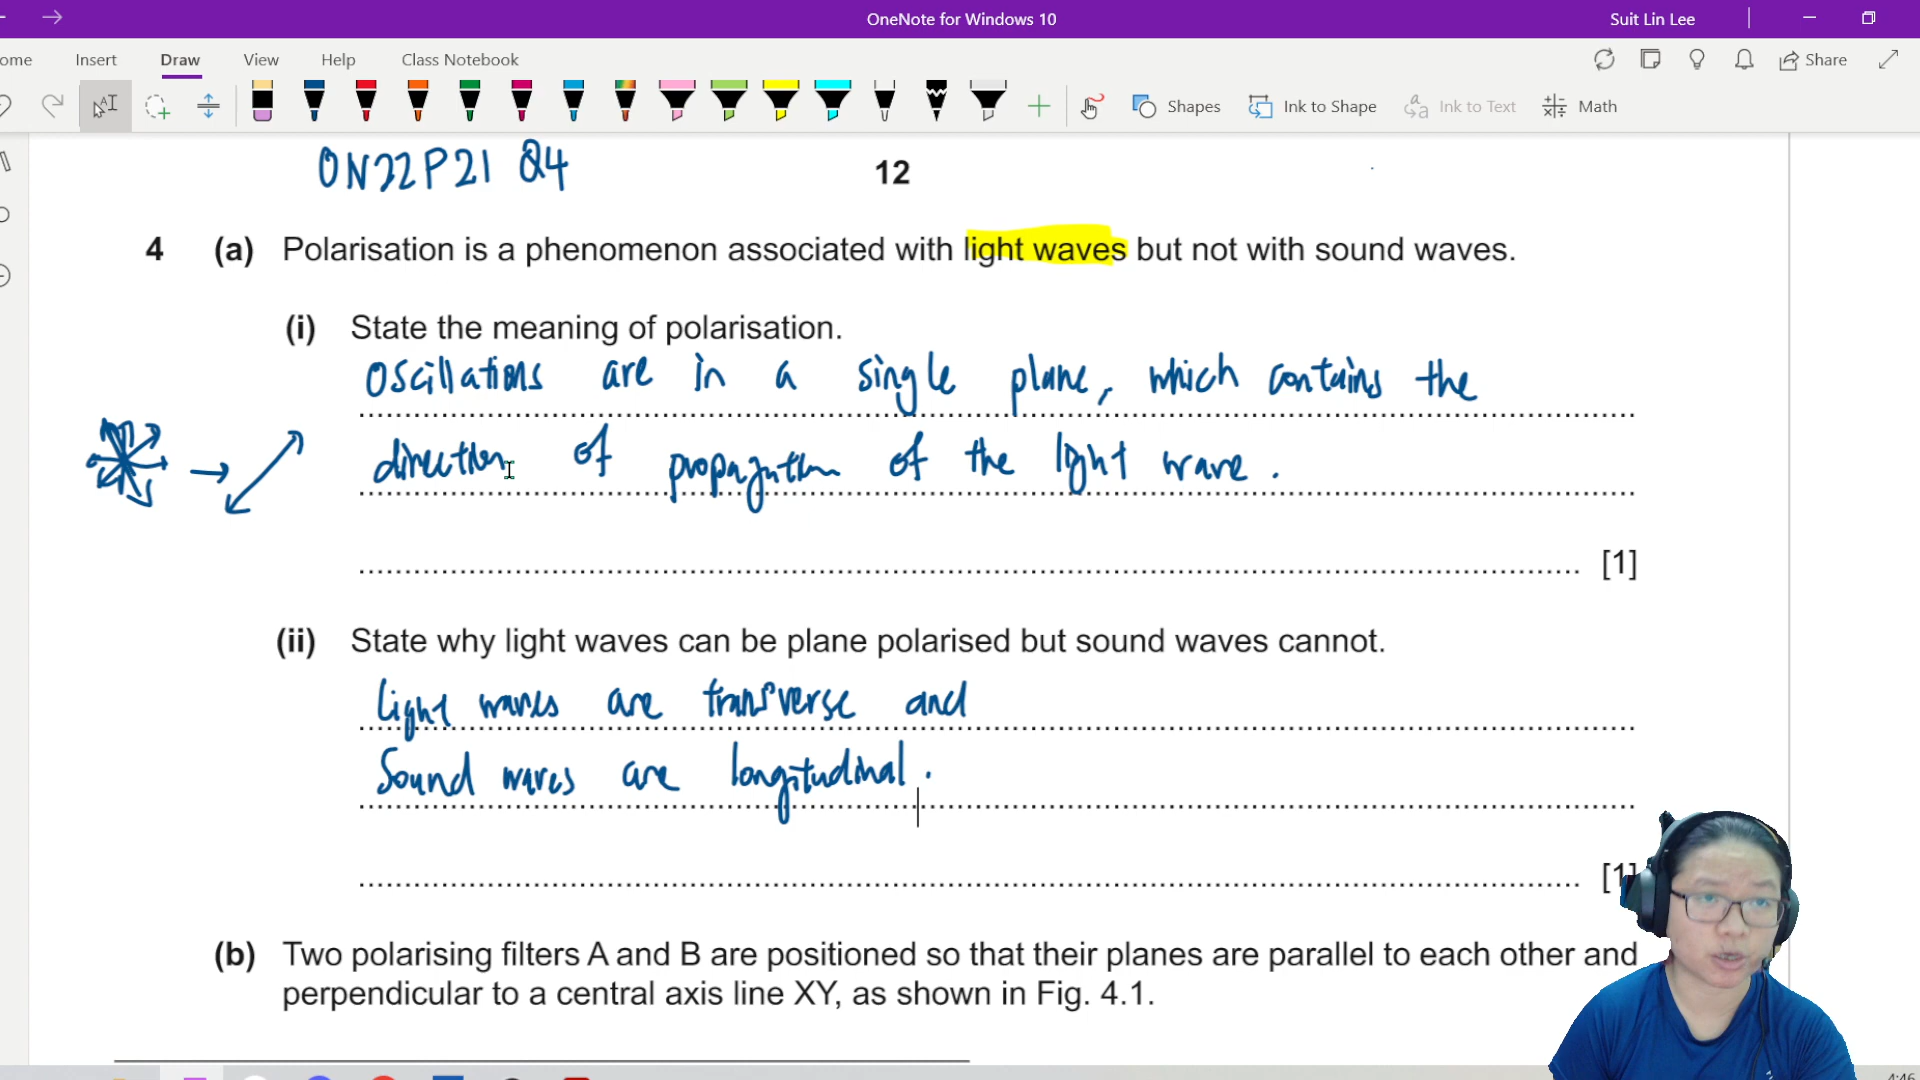 OneNote for Windows 10
Suit Lin Lee
ome Insert Draw View Help Class Notebook Share
Shapes Ink to Shape Ink to Text Math
ON22P21 Q4
12
4 (a) Polarisation is a phenomenon associated with light waves but not with sound waves.
(i) State the meaning of polarisation.
Oscillations are in a single plane, which contains the
direction of propagation of the light wave.
[1]
(ii) State why light waves can be plane polarised but sound waves cannot.
Light waves are transverse and
Sound waves are longitudinal.
[1]
(b) Two polarising filters A and B are positioned so that their planes are parallel to each other and
perpendicular to a central axis line XY, as shown in Fig. 4.1.
4:46